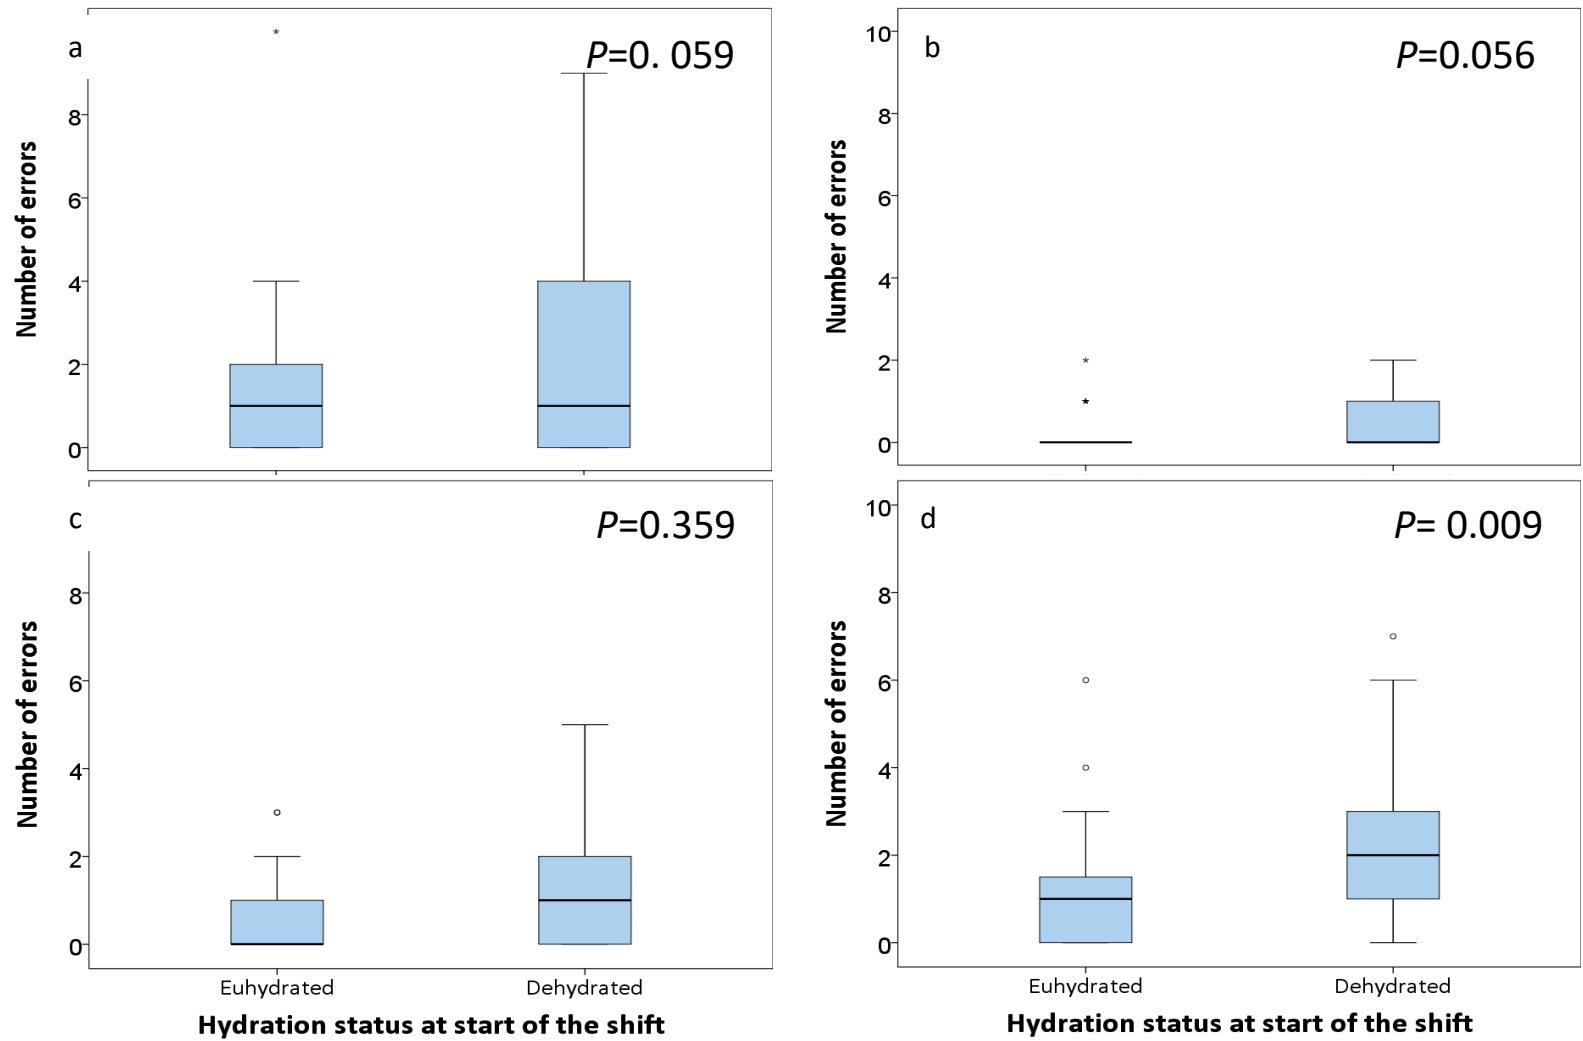 a
P=0. 059
8
6
4
2
0
Number of errors
b
P=0.056
10
8
6
4
2
0
Number of errors
c
P=0.359
8
6
4
2
0
Number of errors
Euhydrated
Dehydrated
Hydration status at start of the shift
d
P= 0.009
10
8
6
4
2
0
Number of errors
Euhydrated
Dehydrated
Hydration status at start of the shift